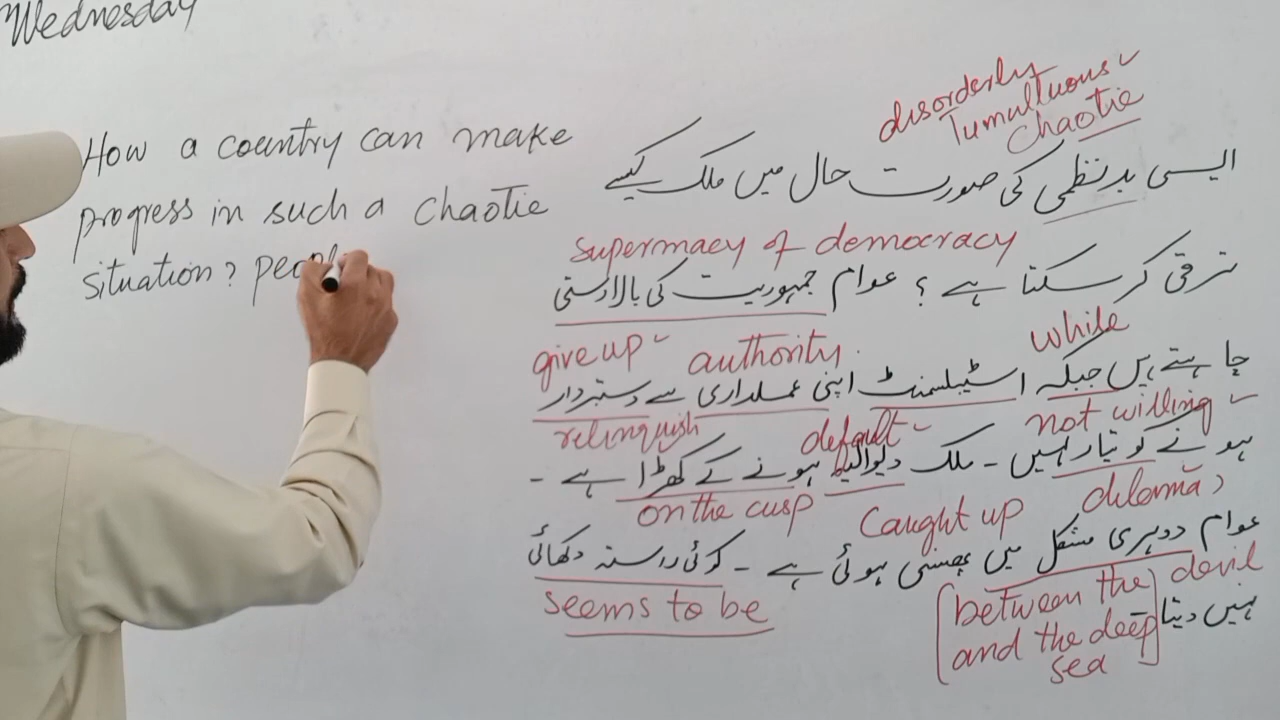 Wednesday
How a country can make
progress in such a chaotic
situation? peopl
disorderly
Tumultuous
chaotic
ایسی بدنظمی کی صورت حال میں ملک کیسے
supermacy of democracy
ترقی کر سکتا ہے ؟ عوام جمہوریت کی بالادستی
give up authority. while
چاہتے ہیں جبکہ اسٹیبلشمنٹ اپنی عملداری سے دستبردار
relinquish default not willing
ہونے کو تیار نہیں ۔ ملک دیوالیہ ہونے کے کھڑا ہے ۔
on the cusp Caught up dilema,
عوام دوہری مشکل میں پھنسی ہوئی ہے ۔ کوئی راستہ دکھائی
seems to be [between the devil
نہیں دیتا
and the deep]
sea